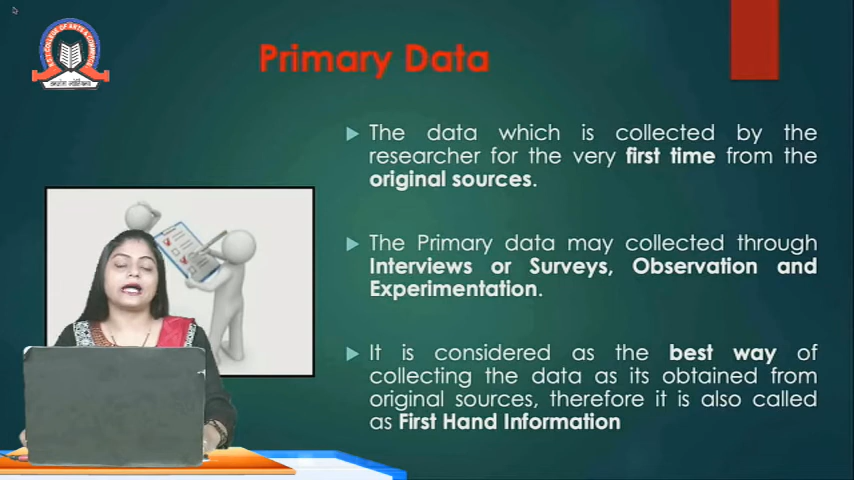 Primary Data
The data which is collected by the
researcher for the very first time from the
original sources.
The Primary data may collected through
Interviews or Surveys, Observation and
Experimentation.
It is considered as the best way of
collecting the data as its obtained from
original sources, therefore it is also called
as First Hand Information